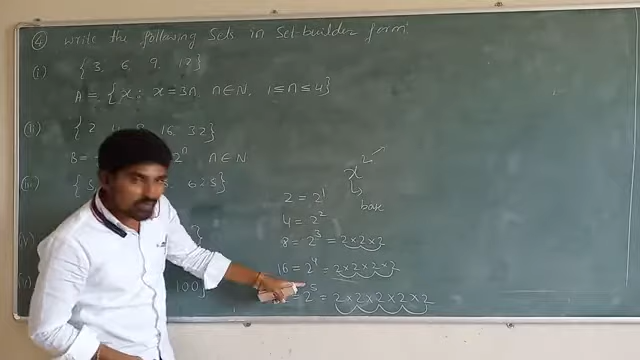 ④ Write the following Sets in Set-builder form.
(i) {3, 6, 9, 12}
A = {x : x = 3n, n∈N, 1≤n≤4}
(ii) {2, 4, 8, 16, 32}
B = 2ⁿ, n∈N
(iii) {5, 625}
(iv) }
(v) 100}
x²
base
2 = 2¹
4 = 2²
8 = 2³ = 2×2×2
16 = 2⁴ = 2×2×2×2
= 2⁵ = 2×2×2×2×2